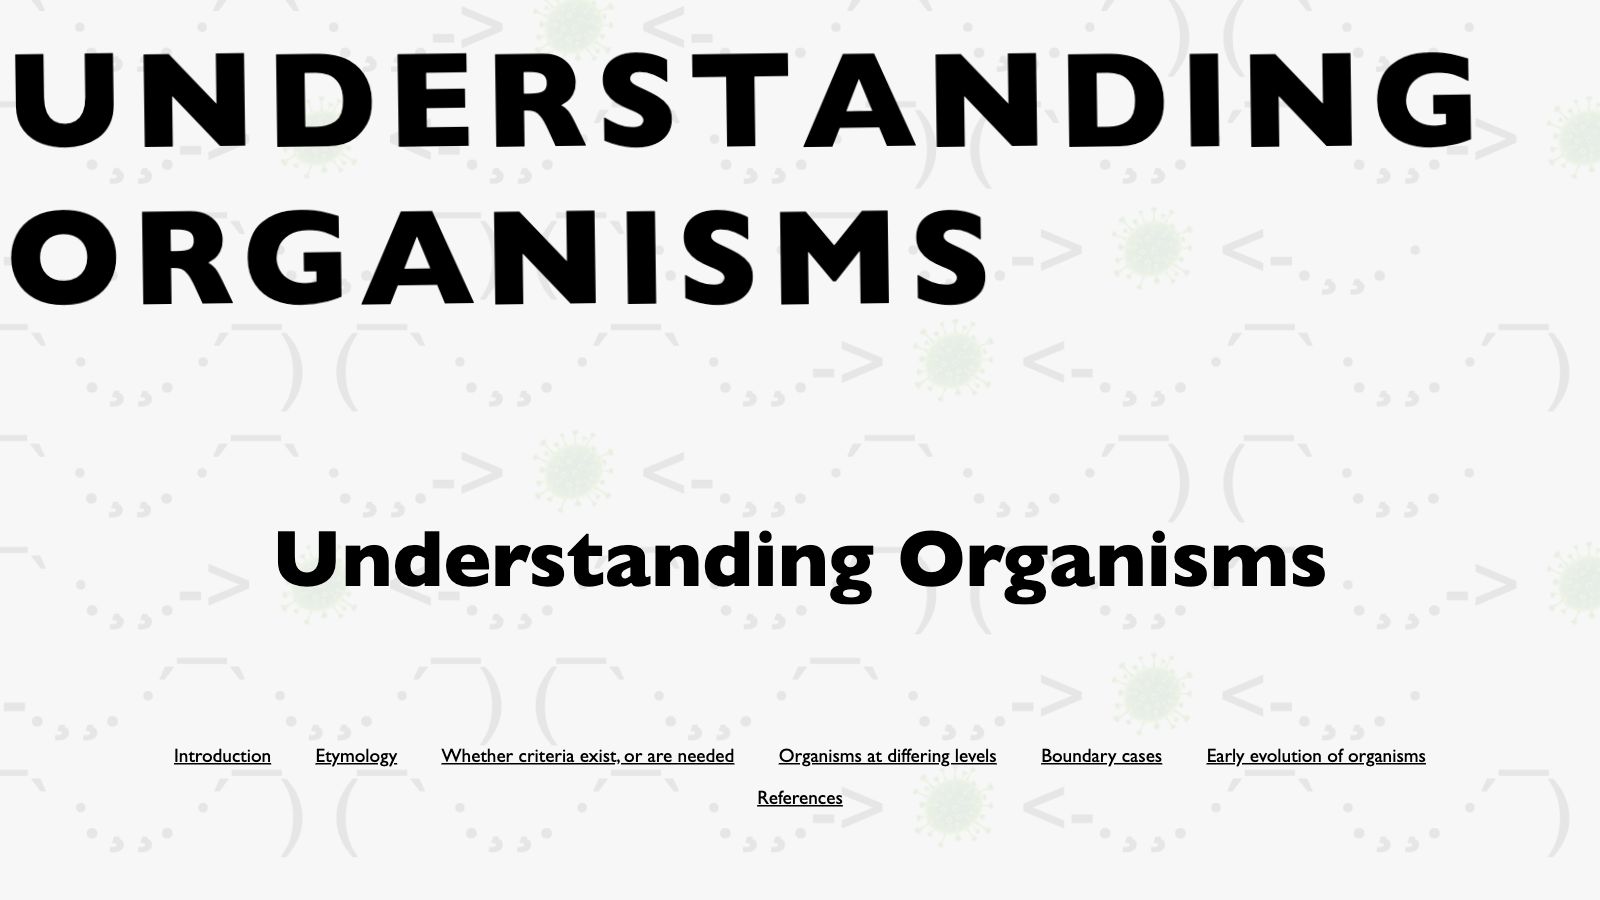 UNDERSTANDING
ORGANISMS
Understanding Organisms
Introduction Etymology Whether criteria exist, or are needed Organisms at differing levels Boundary cases Early evolution of organisms
References